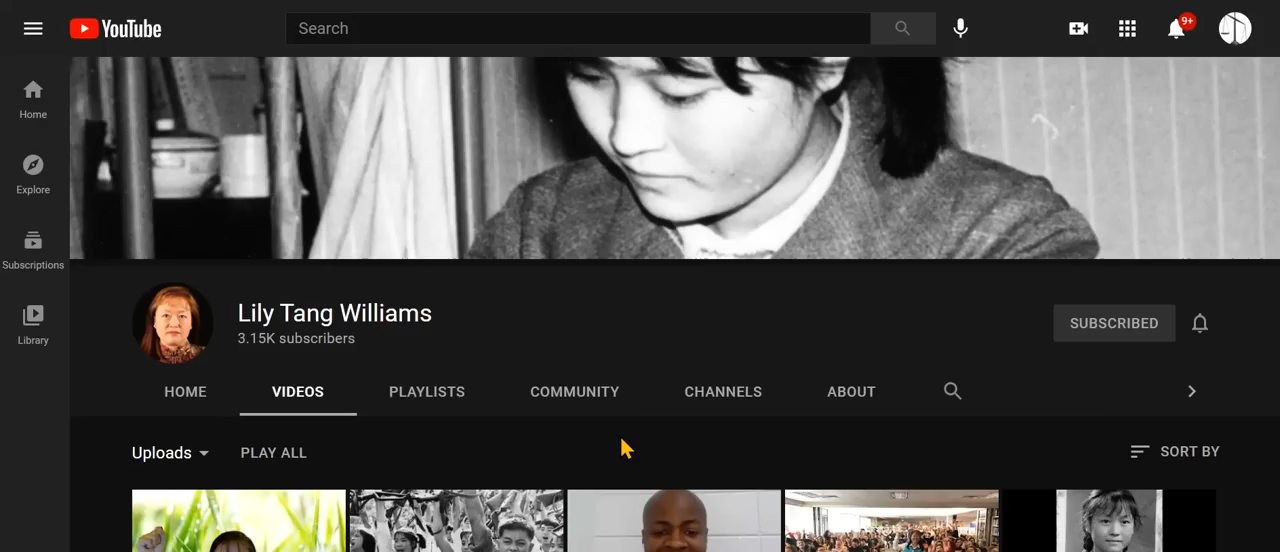 YouTube
Search
9+
Home
Explore
Subscriptions
Library
Lily Tang Williams
3.15K subscribers
SUBSCRIBED
HOME VIDEOS PLAYLISTS COMMUNITY CHANNELS ABOUT
Uploads PLAY ALL SORT BY